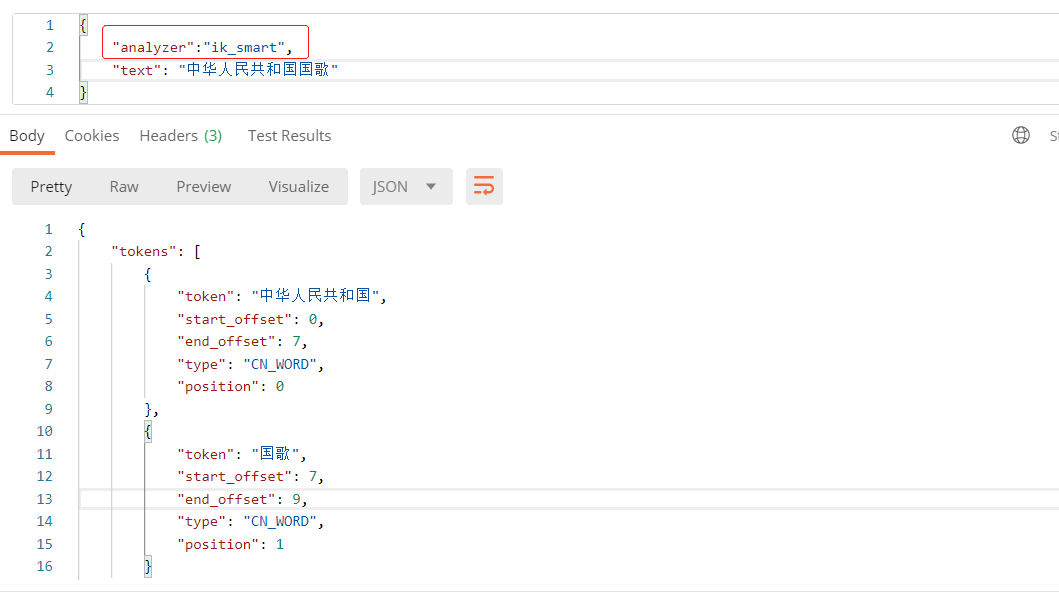 1 {
2 "analyzer":"ik_smart",
3 "text": "中华人民共和国国歌"
4 }
Body Cookies Headers (3) Test Results
Pretty Raw Preview Visualize JSON
1 {
2 "tokens": [
3 {
4 "token": "中华人民共和国",
5 "start_offset": 0,
6 "end_offset": 7,
7 "type": "CN_WORD",
8 "position": 0
9 },
10 {
11 "token": "国歌",
12 "start_offset": 7,
13 "end_offset": 9,
14 "type": "CN_WORD",
15 "position": 1
16 }